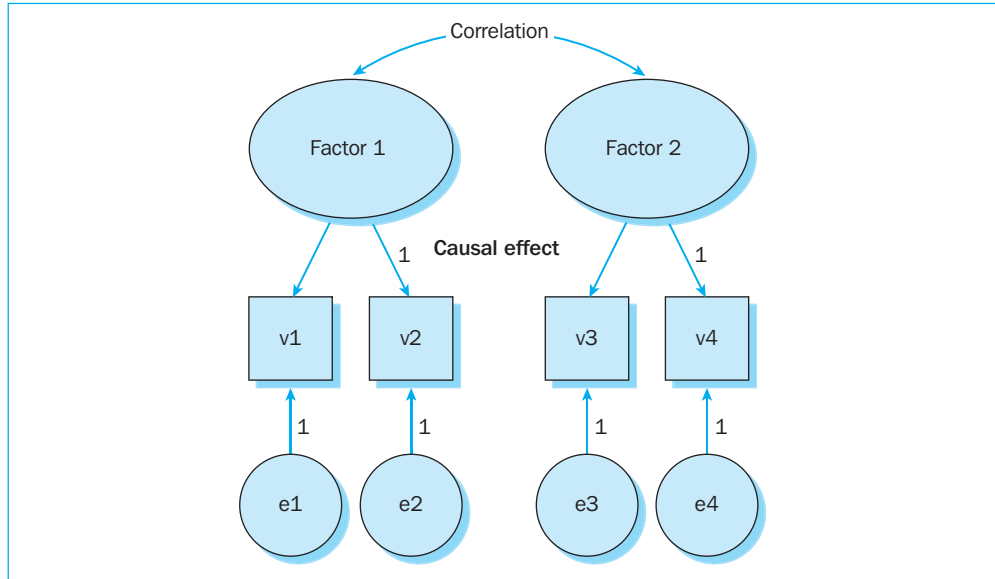 Correlation
Factor 1
Factor 2
1
Causal effect
1
v1
v2
v3
v4
1
1
1
1
e1
e2
e3
e4